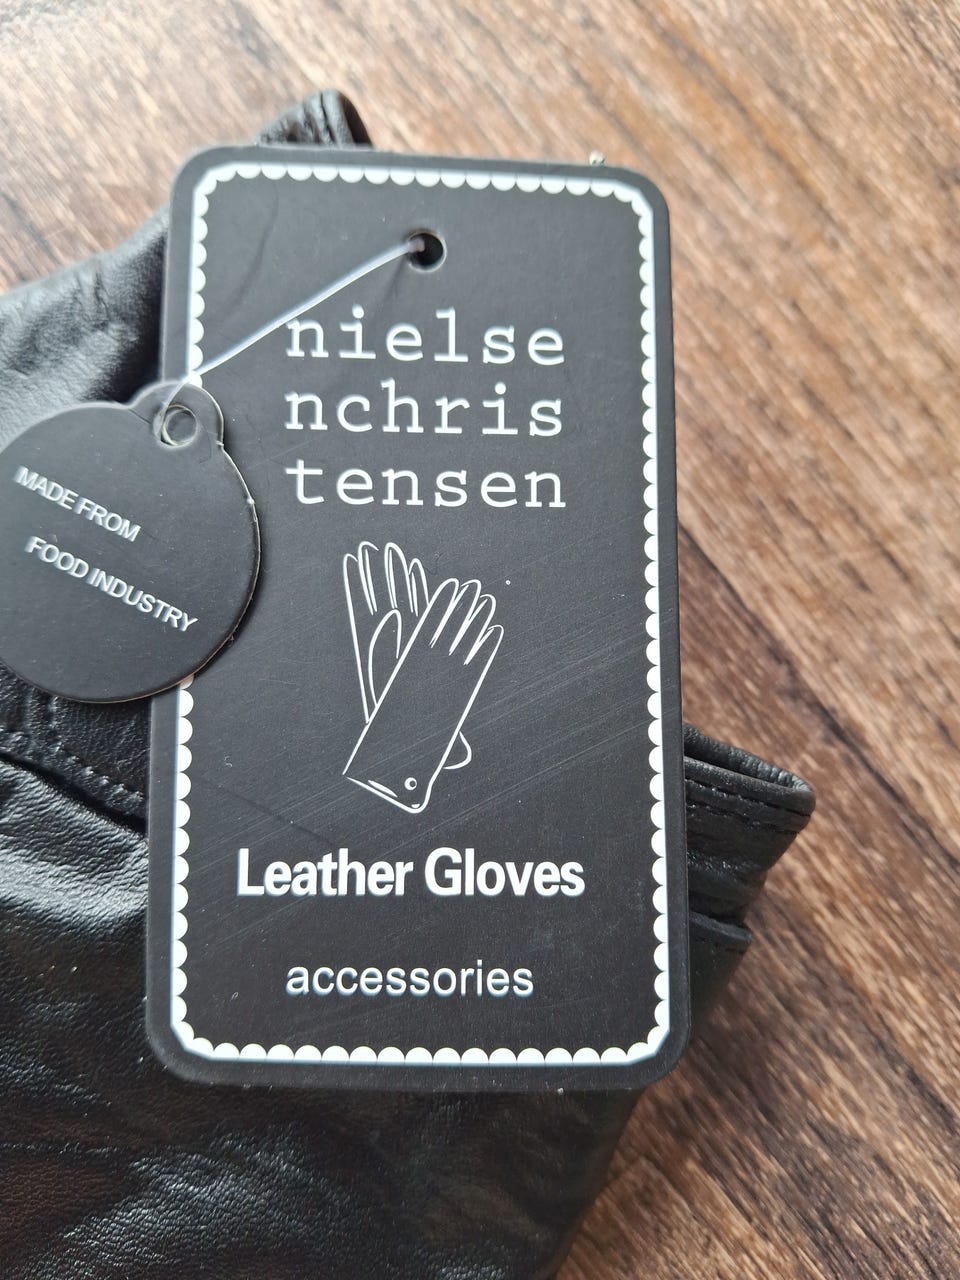 nielse
nchris
tensen
MADE FROM
FOOD INDUSTRY
Leather Gloves
accessories